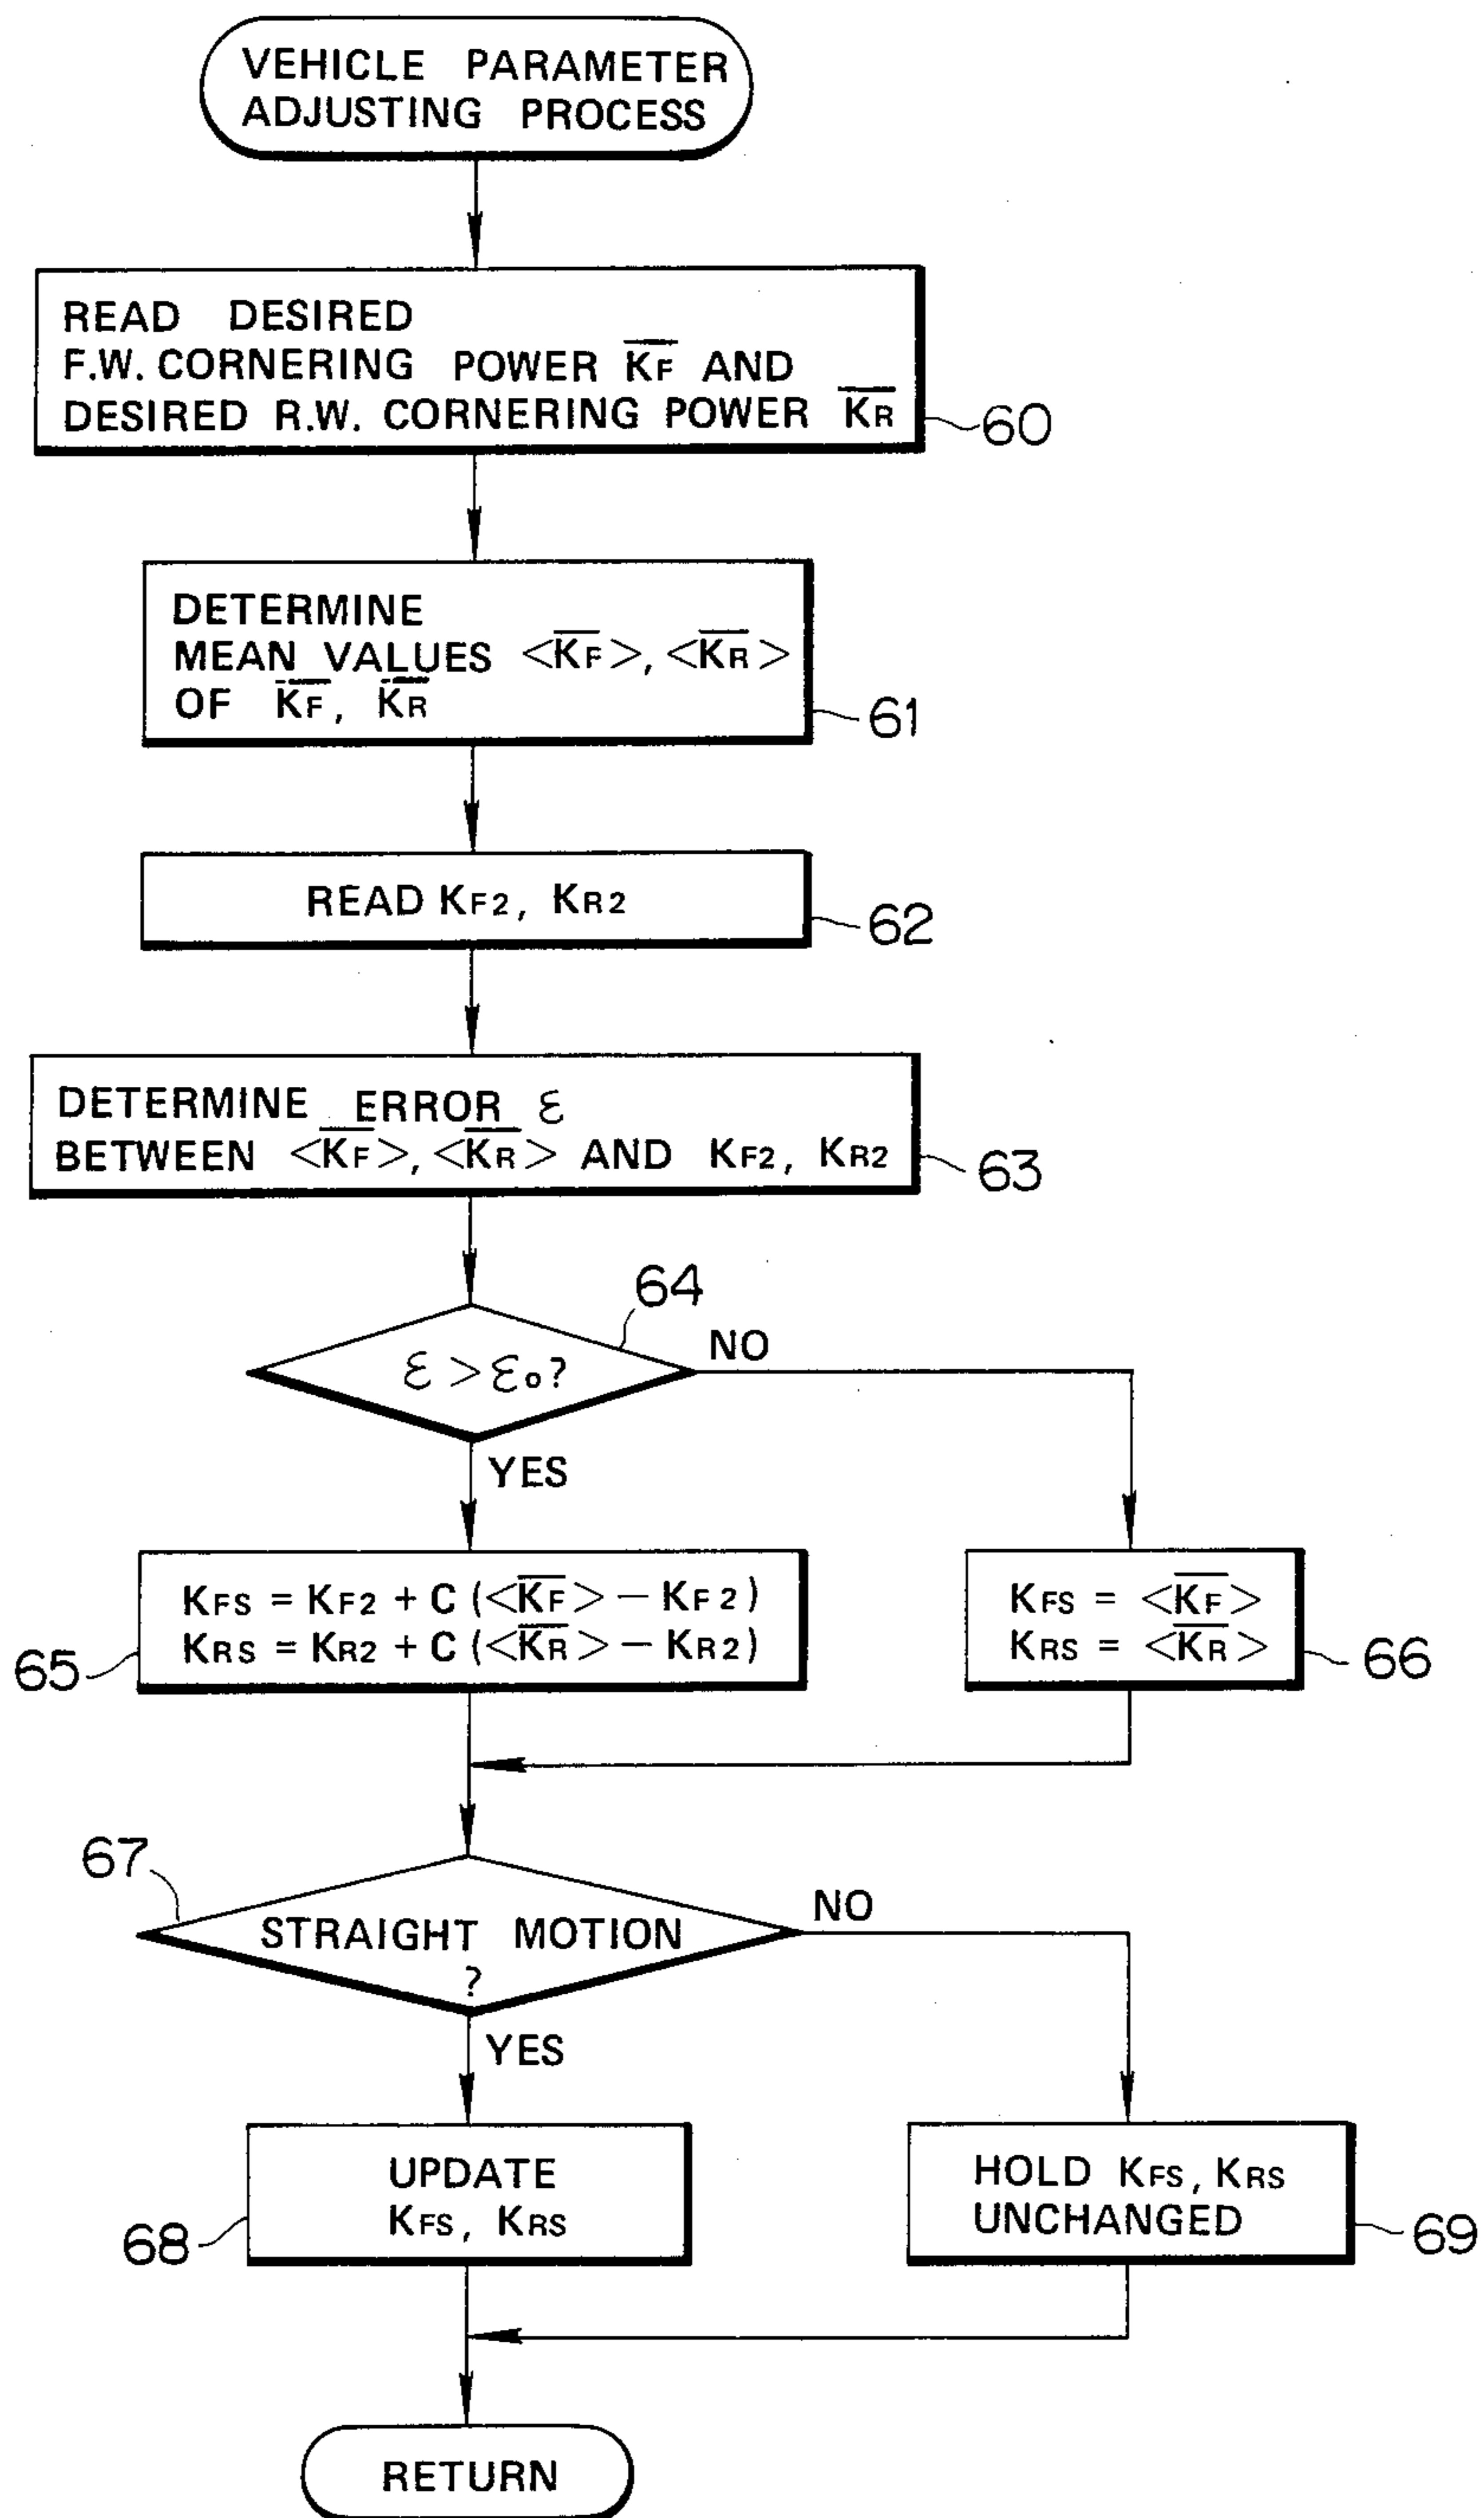 VEHICLE PARAMETER
ADJUSTING PROCESS
READ DESIRED
F.W. CORNERING POWER K̅F̅ AND
DESIRED R.W. CORNERING POWER K̅R̅
60
DETERMINE
MEAN VALUES <K̅F̅>, <K̅R̅>
OF K̅F̅, K̅R̅
61
READ KF2, KR2
62
DETERMINE ERROR ε
BETWEEN <K̅F̅>, <K̅R̅> AND KF2, KR2
63
64
ε > ε0?
NO
YES
KFS = KF2 + C (<K̅F̅> – KF2)
KRS = KR2 + C (<K̅R̅> – KR2)
65
KFS = <K̅F̅>
KRS = <K̅R̅>
66
67
STRAIGHT MOTION
?
NO
YES
UPDATE
KFS, KRS
68
HOLD KFS, KRS
UNCHANGED
69
RETURN